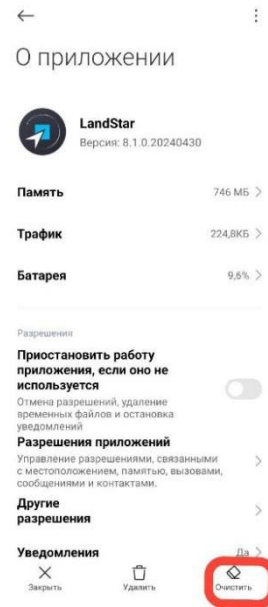 О приложении
LandStar
Версия: 8.1.0.20240430
Память 746 МБ
Трафик 224,8КБ
Батарея 9,6%
Разрешения
Приостановить работу
приложения, если оно не
используется
Отмена разрешений, удаление
временных файлов и остановка
уведомлений
Разрешения приложений
Управление разрешениями, связанными
с местоположением, памятью, вызовами,
сообщениями и контактами.
Другие
разрешения
Уведомления Да
Закрыть Удалить Очистить